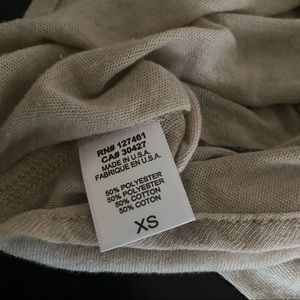 RN# 127461
CA# 30427
MADE IN U.S.A.
FABRIQUE EN U.S.A.
50% POLYESTER
50% POLYESTER
50% COTTON
50% COTON
XS